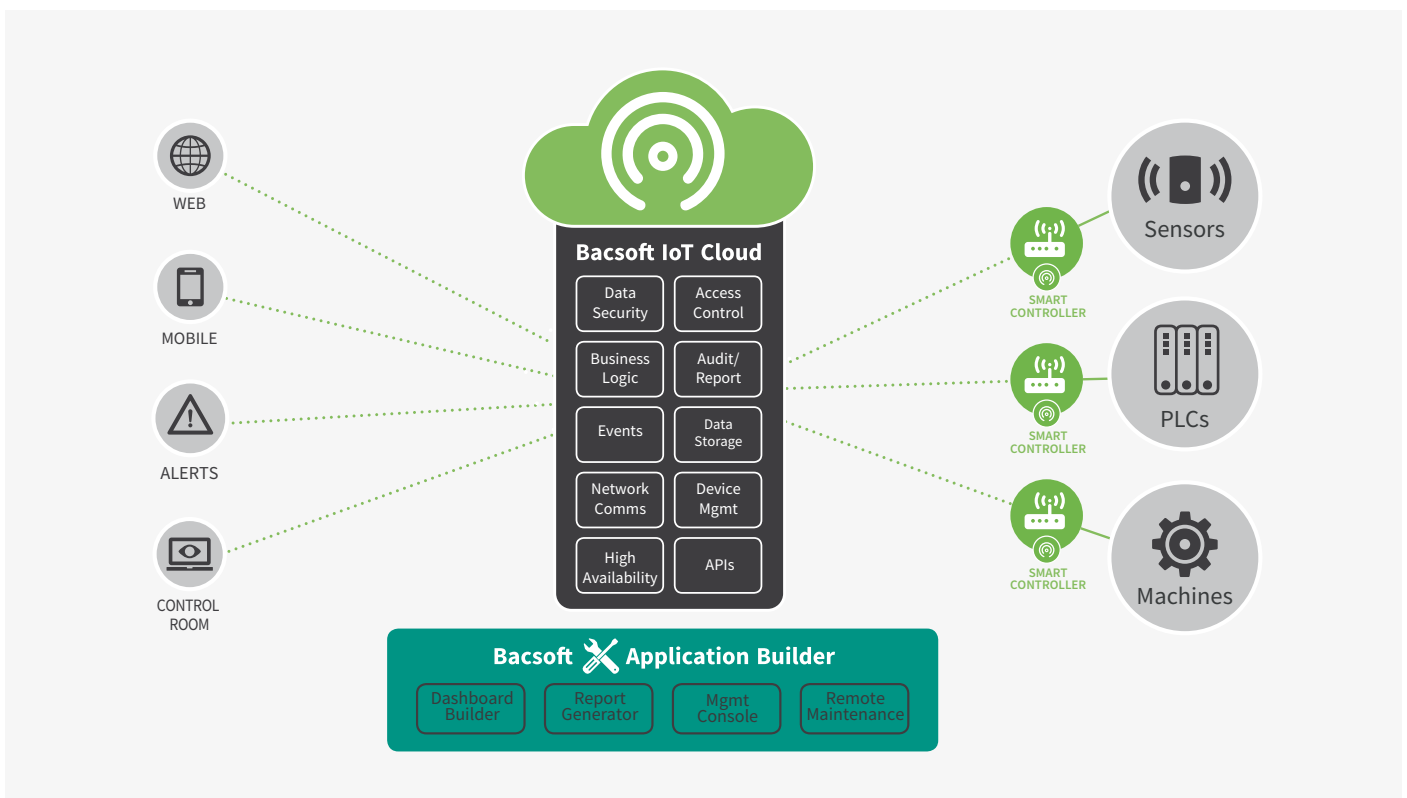 WEB
MOBILE
ALERTS
CONTROL
ROOM
Bacsoft IoT Cloud
Data
Security
Access
Control
Business
Logic
Audit/
Report
Events
Data
Storage
Network
Comms
Device
Mgmt
High
Availability
APIs
SMART
CONTROLLER
SMART
CONTROLLER
SMART
CONTROLLER
Sensors
PLCs
Machines
Bacsoft Application Builder
Dashboard
Builder
Report
Generator
Mgmt
Console
Remote
Maintenance